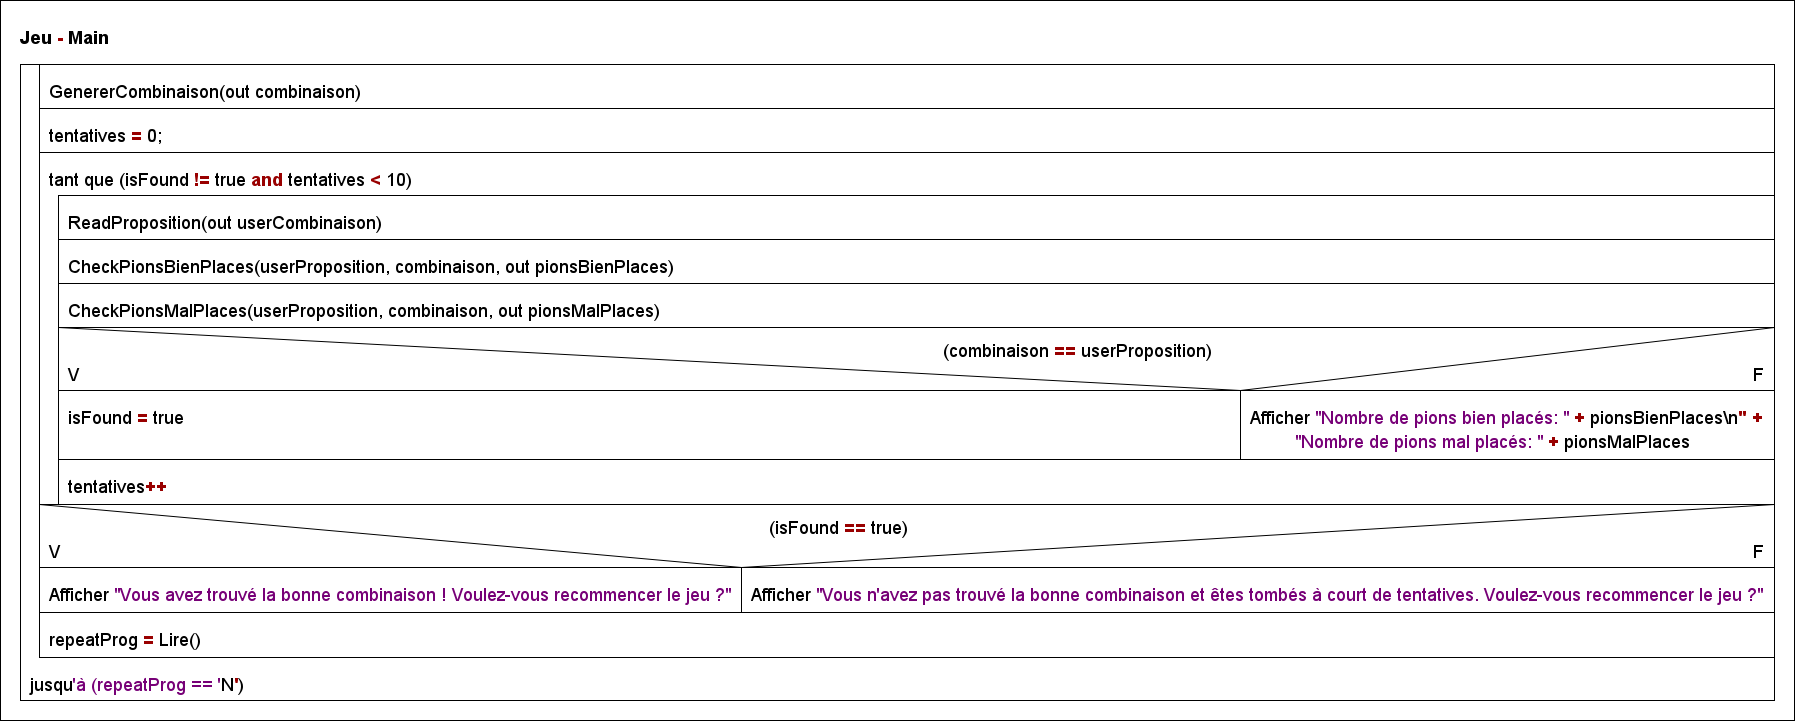 Jeu - Main
GenererCombinaison(out combinaison)
tentatives = 0;
tant que (isFound != true and tentatives < 10)
ReadProposition(out userCombinaison)
CheckPionsBienPlaces(userProposition, combinaison, out pionsBienPlaces)
CheckPionsMalPlaces(userProposition, combinaison, out pionsMalPlaces)
(combinaison == userProposition)
V
F
isFound = true
Afficher "Nombre de pions bien placés: " + pionsBienPlaces\n" +
"Nombre de pions mal placés: " + pionsMalPlaces
tentatives++
(isFound == true)
V
F
Afficher "Vous avez trouvé la bonne combinaison ! Voulez-vous recommencer le jeu ?"
Afficher "Vous n'avez pas trouvé la bonne combinaison et êtes tombés à court de tentatives. Voulez-vous recommencer le jeu ?"
repeatProg = Lire()
jusqu'à (repeatProg == 'N')